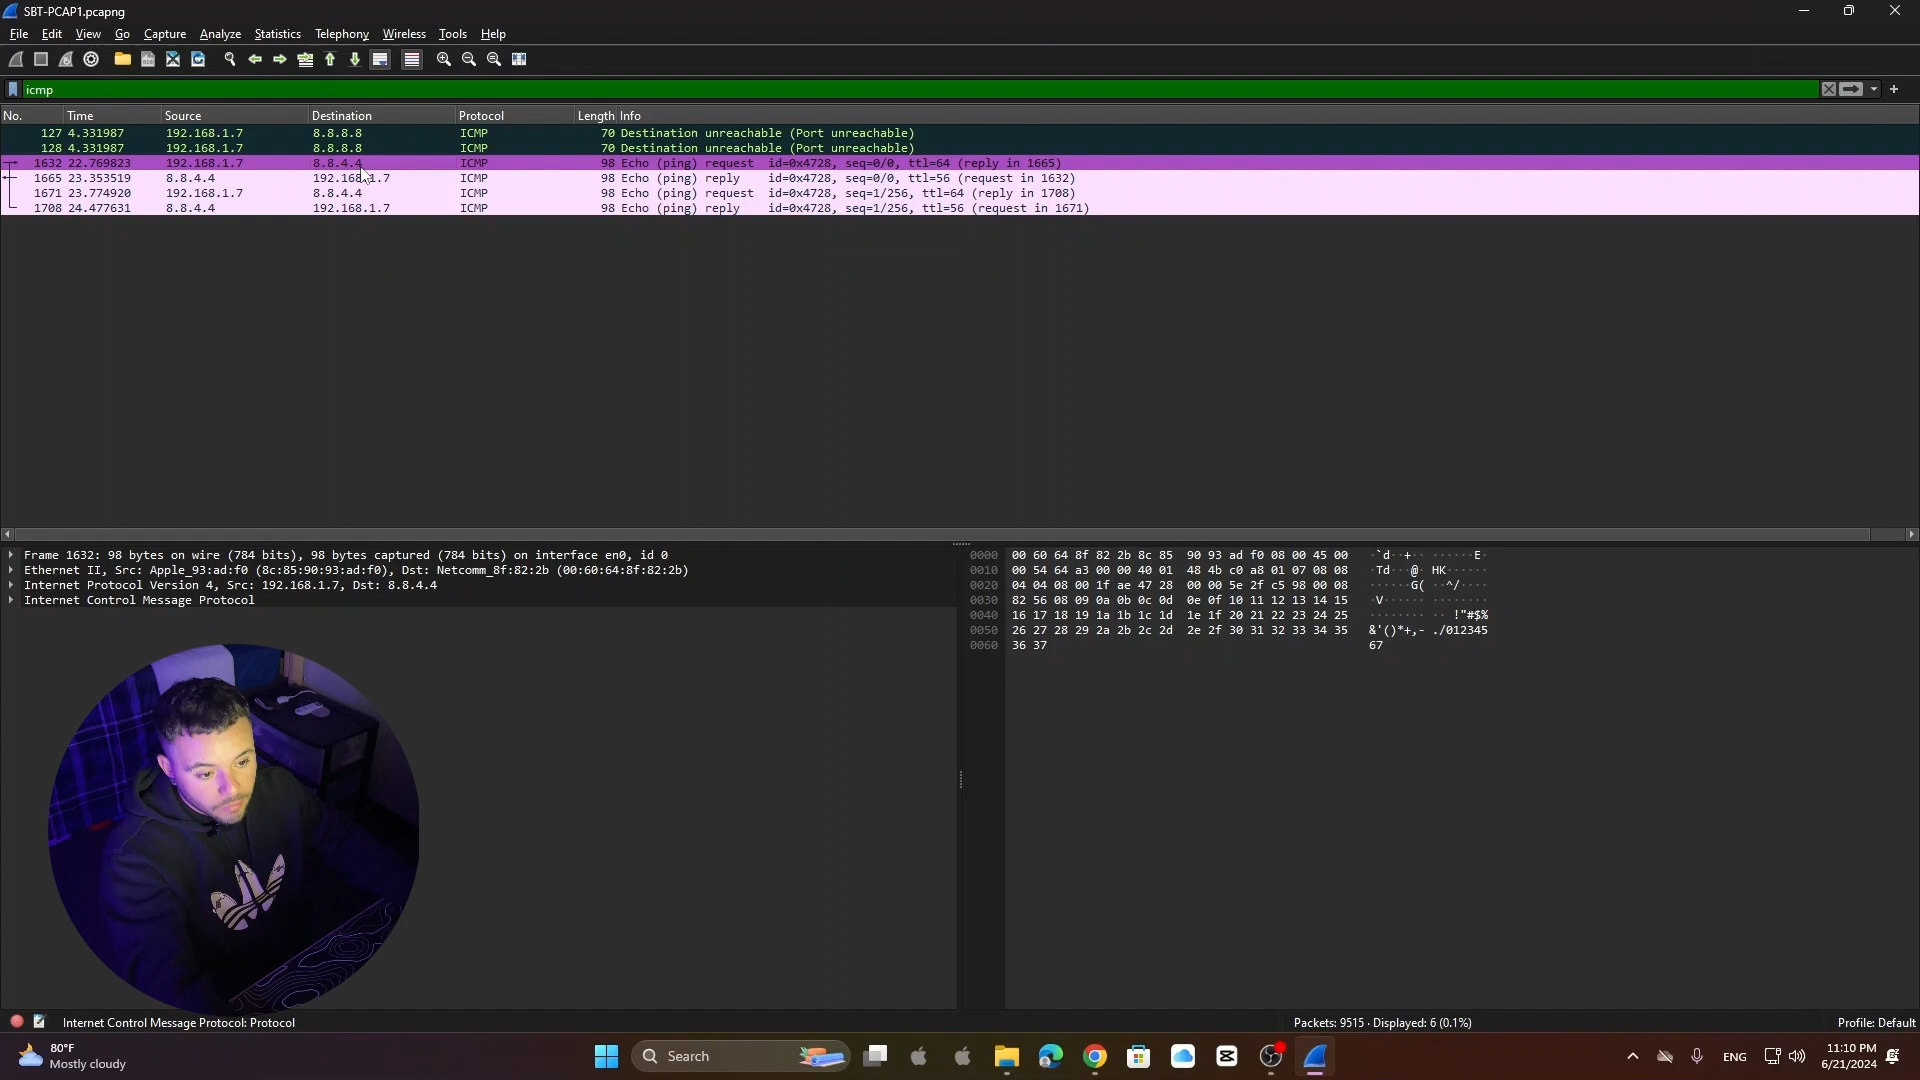 SBT-PCAP1.pcapng
File Edit View Go Capture Analyze Statistics Telephony Wireless Tools Help
icmp
No. Time Source Destination Protocol Length Info
127 4.331987 192.168.1.7 8.8.8.8 ICMP 70 Destination unreachable (Port unreachable)
128 4.331987 192.168.1.7 8.8.8.8 ICMP 70 Destination unreachable (Port unreachable)
1632 22.769823 192.168.1.7 8.8.4.4 ICMP 98 Echo (ping) request id=0x4728, seq=0/0, ttl=64 (reply in 1665)
1665 23.353519 8.8.4.4 192.168.1.7 ICMP 98 Echo (ping) reply id=0x4728, seq=0/0, ttl=56 (request in 1632)
1671 23.774920 192.168.1.7 8.8.4.4 ICMP 98 Echo (ping) request id=0x4728, seq=1/256, ttl=64 (reply in 1708)
1708 24.477631 8.8.4.4 192.168.1.7 ICMP 98 Echo (ping) reply id=0x4728, seq=1/256, ttl=56 (request in 1671)
Frame 1632: 98 bytes on wire (784 bits), 98 bytes captured (784 bits) on interface en0, id 0
Ethernet II, Src: Apple_93:ad:f0 (8c:85:90:93:ad:f0), Dst: Netcomm_8f:82:2b (00:60:64:8f:82:2b)
Internet Protocol Version 4, Src: 192.168.1.7, Dst: 8.8.4.4
Internet Control Message Protocol
0000 00 60 64 8f 82 2b 8c 85 90 93 ad f0 08 00 45 00 ·`d··+·· ······E·
0010 00 54 64 a3 00 00 40 01 48 4b c0 a8 01 07 08 08 ·Td···@· HK······
0020 04 04 08 00 1f ae 47 28 00 00 5e 2f c5 98 00 08 ······G( ··^/····
0030 82 56 08 09 0a 0b 0c 0d 0e 0f 10 11 12 13 14 15 ·V······ ········
0040 16 17 18 19 1a 1b 1c 1d 1e 1f 20 21 22 23 24 25 ········ ·· !"#$%
0050 26 27 28 29 2a 2b 2c 2d 2e 2f 30 31 32 33 34 35 &'()*+,- ./012345
0060 36 37 67
Internet Control Message Protocol: Protocol
Packets: 9515 · Displayed: 6 (0.1%)
Profile: Default
80°F
Mostly cloudy
Search
ENG
11:10 PM
6/21/2024